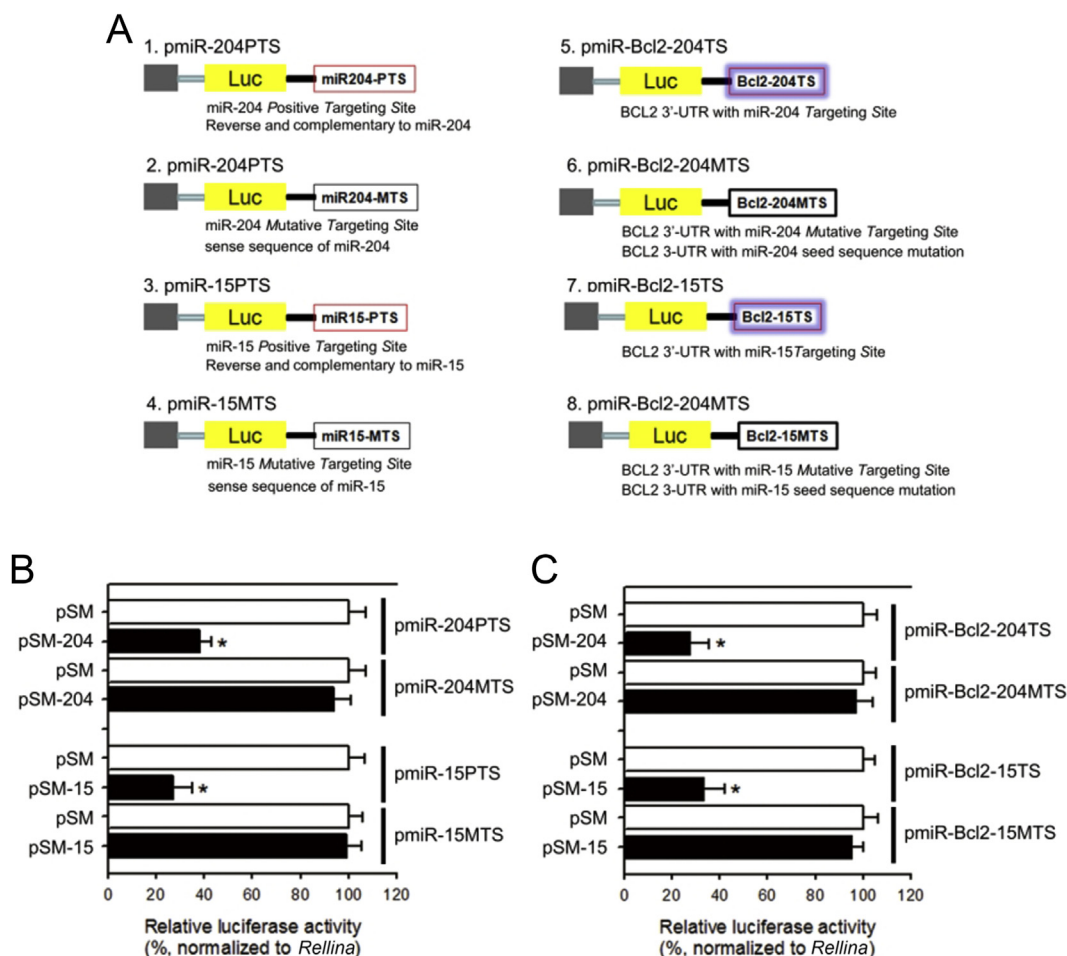 A
1. pmiR-204PTS
Luc
miR204-PTS
miR-204 Positive Targeting Site
Reverse and complementary to miR-204
2. pmiR-204PTS
Luc
miR204-MTS
miR-204 Mutative Targeting Site
sense sequence of miR-204
3. pmiR-15PTS
Luc
miR15-PTS
miR-15 Positive Targeting Site
Reverse and complementary to miR-15
4. pmiR-15MTS
Luc
miR15-MTS
miR-15 Mutative Targeting Site
sense sequence of miR-15
5. pmiR-Bcl2-204TS
Luc
Bcl2-204TS
BCL2 3'-UTR with miR-204 Targeting Site
6. pmiR-Bcl2-204MTS
Luc
Bcl2-204MTS
BCL2 3'-UTR with miR-204 Mutative Targeting Site
BCL2 3-UTR with miR-204 seed sequence mutation
7. pmiR-Bcl2-15TS
Luc
Bcl2-15TS
BCL2 3'-UTR with miR-15Targeting Site
8. pmiR-Bcl2-204MTS
Luc
Bcl2-15MTS
BCL2 3'-UTR with miR-15 Mutative Targeting Site
BCL2 3-UTR with miR-15 seed sequence mutation
B
pSM
pSM-204 *
pmiR-204PTS
pSM
pSM-204
pmiR-204MTS
pSM
pSM-15 *
pmiR-15PTS
pSM
pSM-15
pmiR-15MTS
0 20 40 60 80 100 120
Relative luciferase activity
(%, normalized to Rellina)
C
pSM
pSM-204 *
pmiR-Bcl2-204TS
pSM
pSM-204
pmiR-Bcl2-204MTS
pSM
pSM-15 *
pmiR-Bcl2-15TS
pSM
pSM-15
pmiR-Bcl2-15MTS
0 20 40 60 80 100 120
Relative luciferase activity
(%, normalized to Rellina)